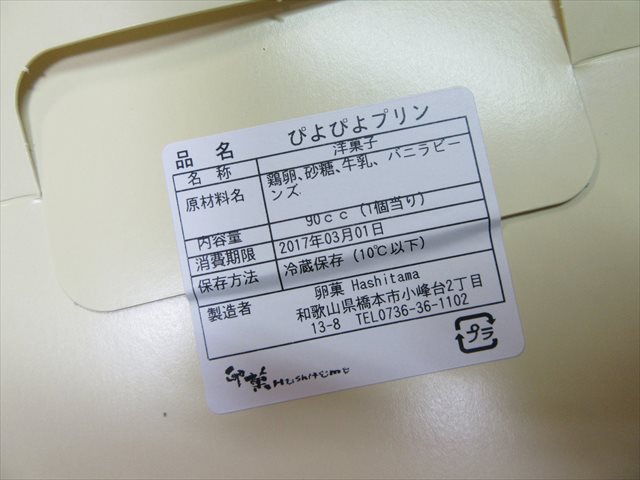 品名 ぴよぴよプリン
名称 洋菓子
原材料名 鶏卵、砂糖、牛乳、バニラビー
ンズ
内容量 90cc(1個当り)
消費期限 2017年03月01日
保存方法 冷蔵保存(10℃以下)
製造者 卵菓 Hashitama
和歌山県橋本市小峰台2丁目
13-8 TEL0736-36-1102
プラ
卵菓 Hashitama